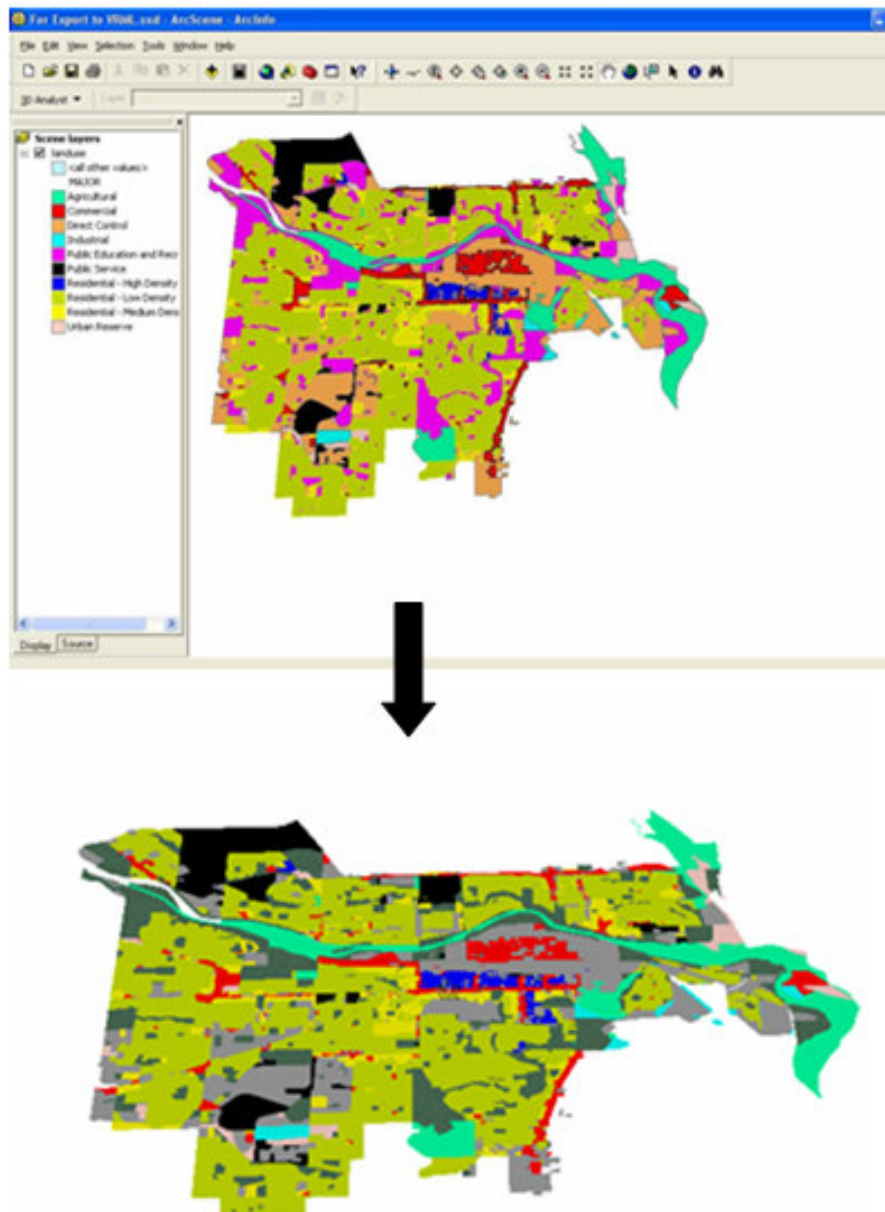 For Export to VRML.sxd - ArcScene - ArcInfo
File Edit View Selection Tools Window Help
3D Analyst Layer:
Scene layers
landuse
<all other values>
MAJOR
Agricultural
Commercial
Direct Control
Industrial
Public Education and Recr
Public Service
Residential - High Density
Residential - Low Density
Residential - Medium Dens
Urban Reserve
Display Source